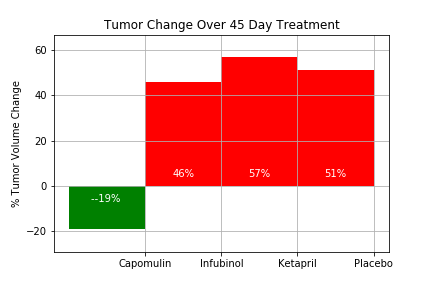 Tumor Change Over 45 Day Treatment
% Tumor Volume Change
60
40
20
0
−20
--19%
46%
57%
51%
Capomulin
Infubinol
Ketapril
Placebo